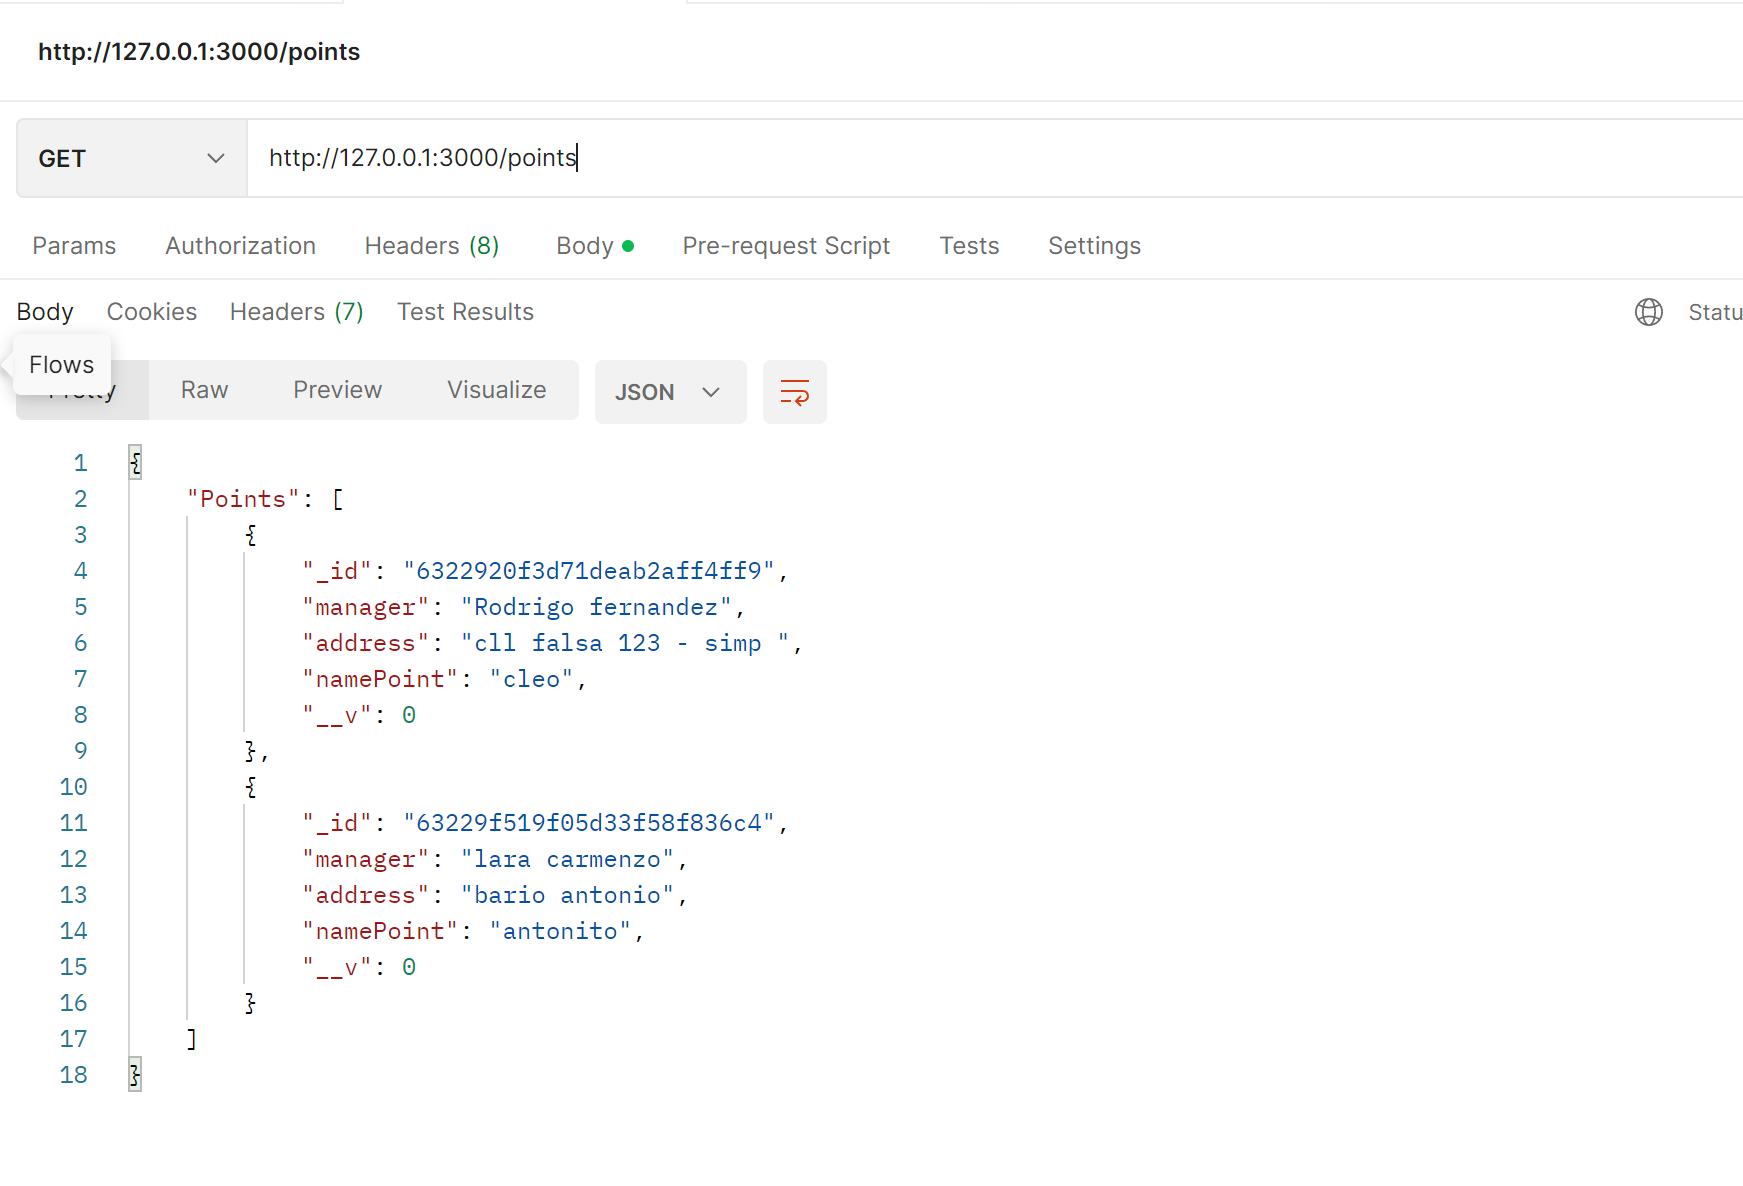 http://127.0.0.1:3000/points
GET http://127.0.0.1:3000/points
Params Authorization Headers (8) Body Pre-request Script Tests Settings
Body Cookies Headers (7) Test Results Statu
Flows
Raw Preview Visualize JSON
1 {
2 "Points": [
3 {
4 "_id": "6322920f3d71deab2aff4ff9",
5 "manager": "Rodrigo fernandez",
6 "address": "cll falsa 123 - simp ",
7 "namePoint": "cleo",
8 "__v": 0
9 },
10 {
11 "_id": "63229f519f05d33f58f836c4",
12 "manager": "lara carmenzo",
13 "address": "bario antonio",
14 "namePoint": "antonito",
15 "__v": 0
16 }
17 ]
18 }